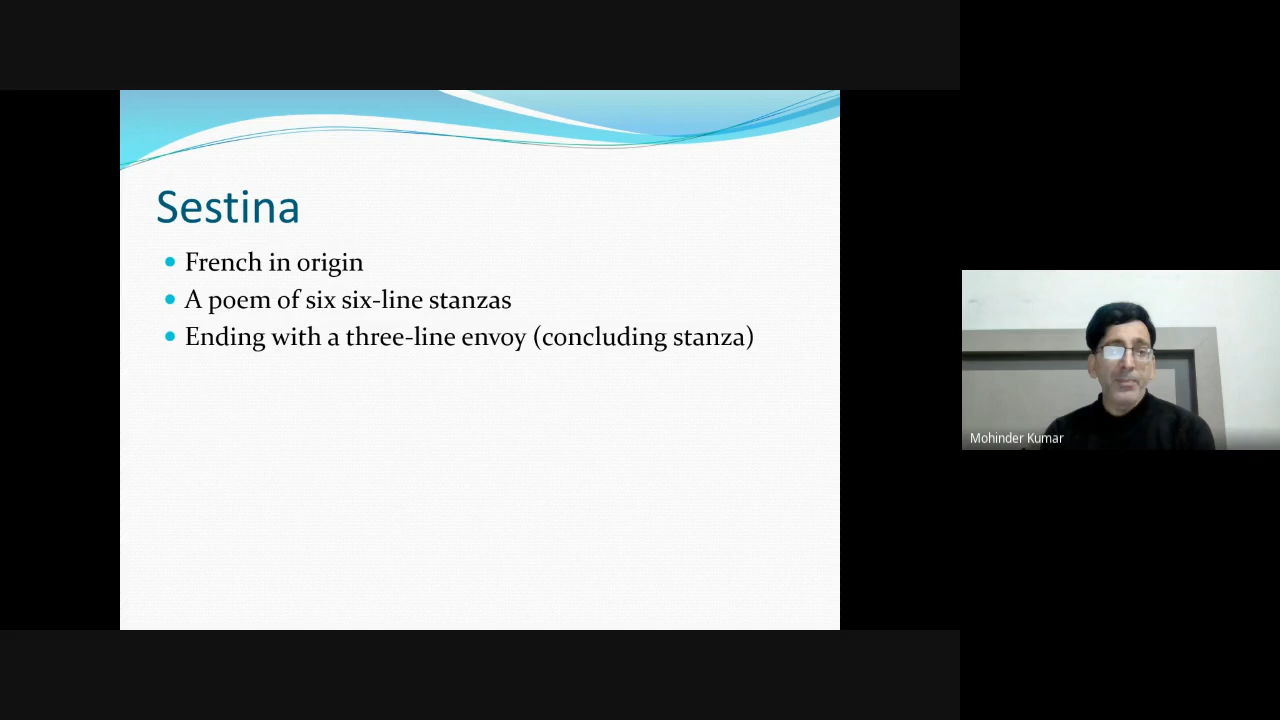 Sestina
French in origin
A poem of six six-line stanzas
Ending with a three-line envoy (concluding stanza)
Mohinder Kumar